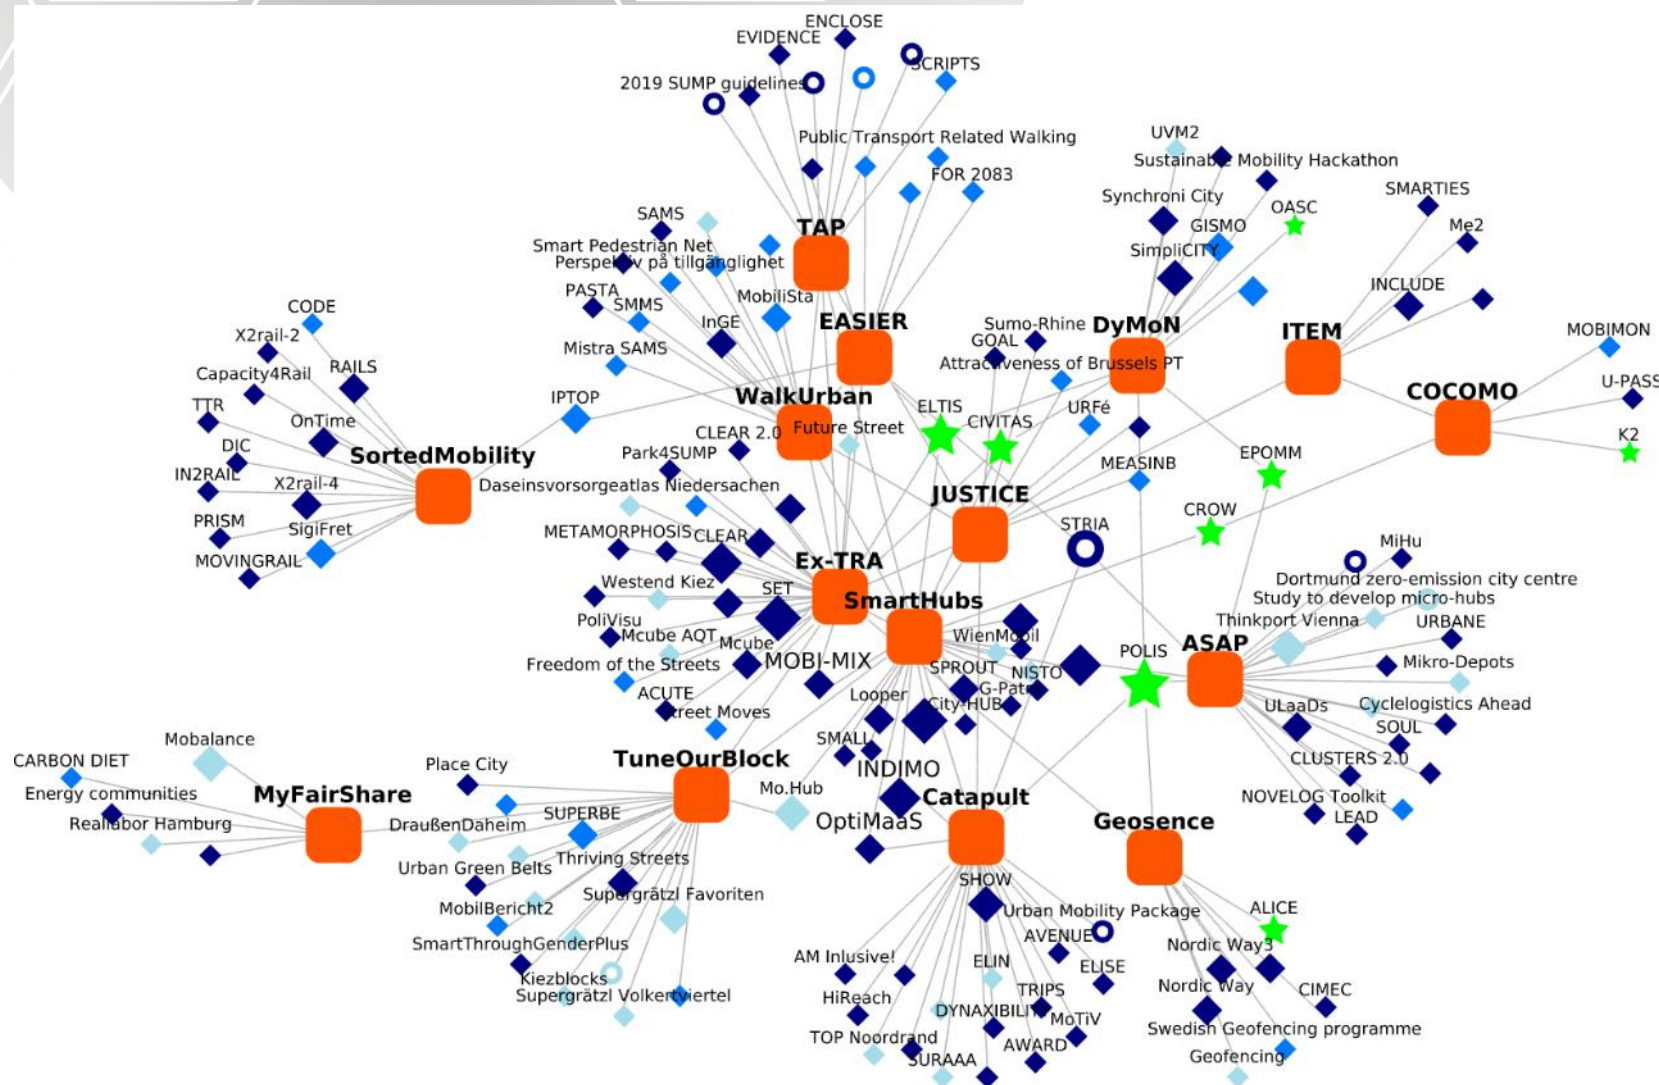 ENCLOSE
EVIDENCE
SCRIPTS
2019 SUMP guidelines
Public Transport Related Walking
FOR 2083
UVM2
Sustainable Mobility Hackathon
SMARTIES
Synchroni City
OASC
Me2
SAMS
TAP
GISMO
Smart Pedestrian Net
SimpliCITY
Perspektiv på tillgänglighet
INCLUDE
PASTA
SMMS
MobiliSta
CODE
InGE
EASIER
Sumo-Rhine
DyMoN
ITEM
MOBIMON
X2rail-2
Mistra SAMS
GOAL
Attractiveness of Brussels PT
RAILS
Capacity4Rail
U-PASS
COCOMO
IPTOP
WalkUrban
TTR
ELTIS
URFé
OnTime
CLEAR 2.0
Future Street
CIVITAS
K2
DIC
SortedMobility
Park4SUMP
MEASINB
EPOMM
IN2RAIL
X2rail-4
Daseinsvorsorgeatlas Niedersachen
JUSTICE
CROW
PRISM
SigiFret
METAMORPHOSIS
CLEAR
STRIA
MOVINGRAIL
Ex-TRA
MiHu
Westend Kiez
SET
SmartHubs
Dortmund zero-emission city centre
Study to develop micro-hubs
PoliVisu
Mcube AQT
Mcube
WienMobil
Thinkport Vienna
URBANE
Freedom of the Streets
MOBI-MIX
SPROUT
NISTO
POLIS
ASAP
Mikro-Depots
ACUTE
Looper
G-Patra
City-HUB
ULaaDs
Cyclelogistics Ahead
Street Moves
SMALL
SOUL
Mobalance
CARBON DIET
Place City
TuneOurBlock
INDIMO
CLUSTERS 2.0
Energy communities
MyFairShare
Mo.Hub
Catapult
NOVELOG Toolkit
Reallabor Hamburg
DraußenDaheim
SUPERBE
OptiMaaS
Geosence
LEAD
Urban Green Belts
Thriving Streets
SHOW
Supergrätzl Favoriten
MobilBericht2
Urban Mobility Package
ALICE
SmartThroughGenderPlus
AVENUE
Nordic Way3
AM Inlusive!
ELIN
ELISE
Kiezblocks
Supergrätzl Volkertviertel
HiReach
TRIPS
Nordic Way
CIMEC
DYNAXIBILITY
MoTiV
Swedish Geofencing programme
TOP Noordrand
AWARD
Geofencing
SURAAA